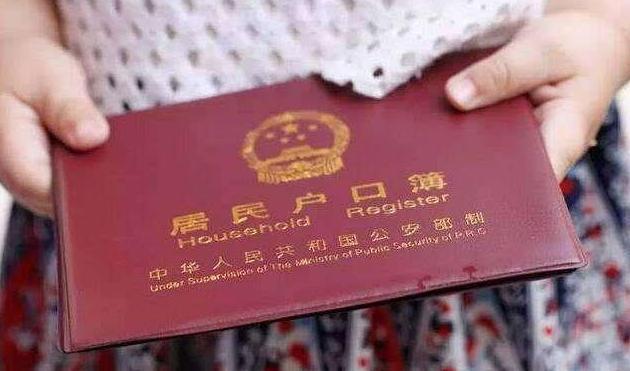 居民户口簿
Household Register
中华人民共和国公安部制
Under Supervision of The Ministry of Public Security of P.R.C